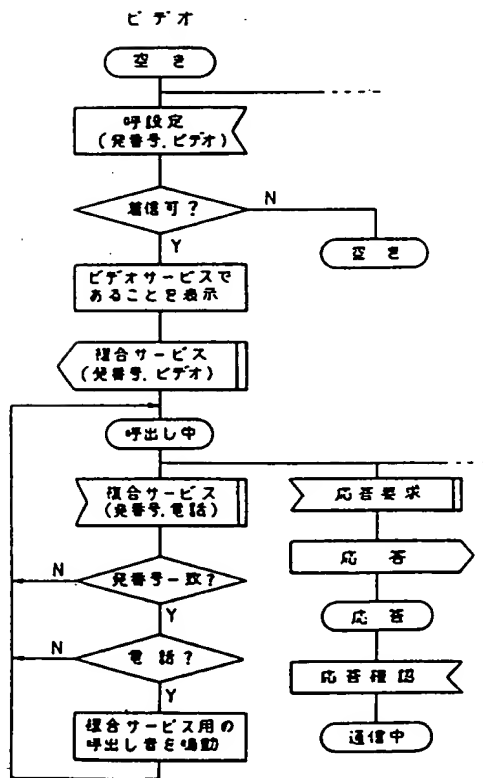 ビデオ
空き
呼設定
(発番号,ビデオ)
着信可?
N
Y
空き
ビデオサービスで
あることを表示
複合サービス
(発番号,ビデオ)
呼出し中
複合サービス
(発番号,電話)
応答要求
発番号一致?
N
Y
応答
応答
電話?
N
Y
応答確認
複合サービス用の
呼出し音を鳴動
通信中